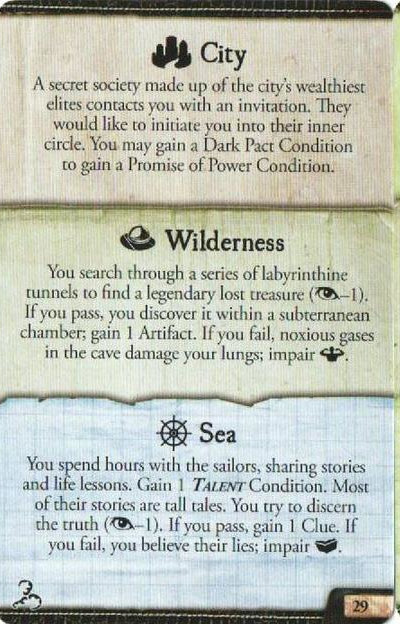 City
A secret society made up of the city's wealthiest
elites contacts you with an invitation. They
would like to initiate you into their inner
circle. You may gain a Dark Pact Condition
to gain a Promise of Power Condition.
Wilderness
You search through a series of labyrinthine
tunnels to find a legendary lost treasure (–1).
If you pass, you discover it within a subterranean
chamber; gain 1 Artifact. If you fail, noxious gases
in the cave damage your lungs; impair .
Sea
You spend hours with the sailors, sharing stories
and life lessons. Gain 1 TALENT Condition. Most
of their stories are tall tales. You try to discern
the truth (–1). If you pass, gain 1 Clue. If
you fail, you believe their lies; impair .
29